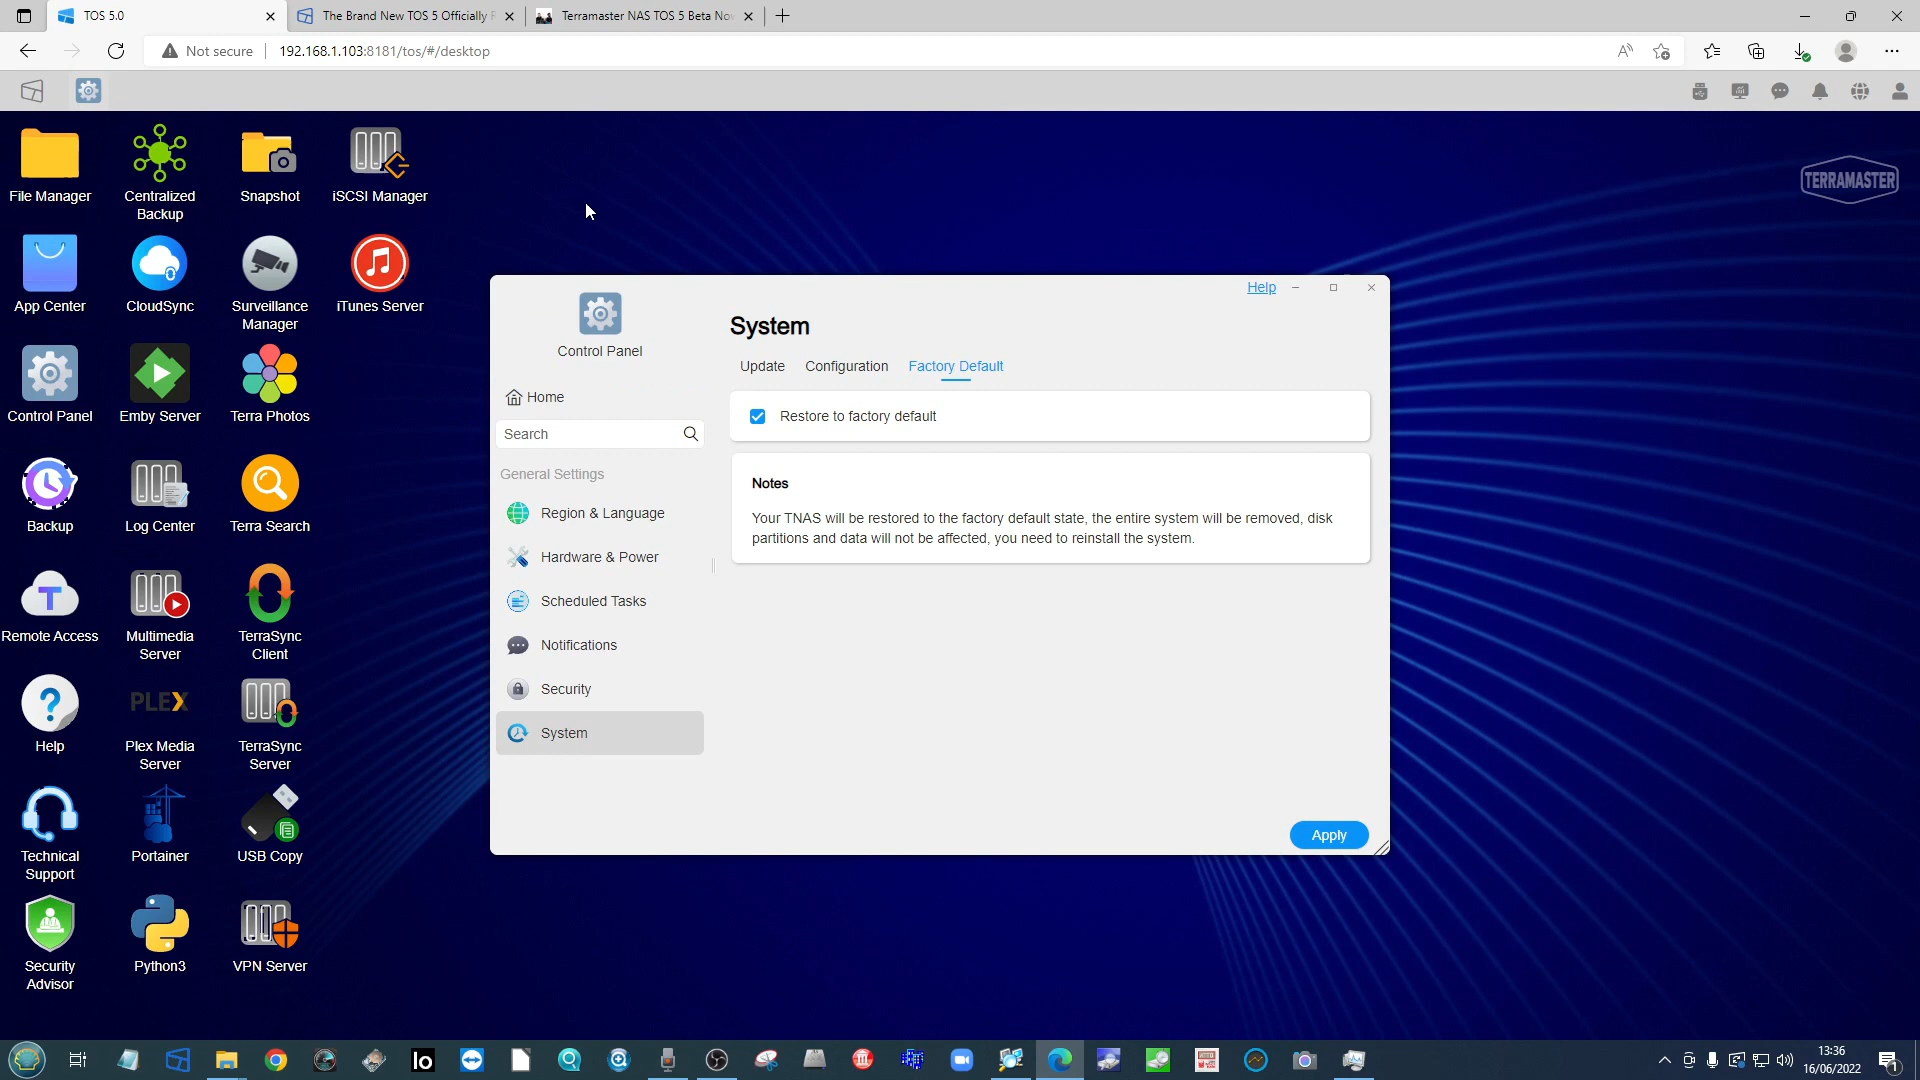 TOS 5.0
The Brand New TOS 5 Officially
Terramaster NAS TOS 5 Beta No
Not secure
192.168.1.103:8181/tos/#/desktop
File Manager
Centralized
Backup
Snapshot
iSCSI Manager
TERRAMASTER
App Center
CloudSync
Surveillance
Manager
iTunes Server
Control Panel
Emby Server
Terra Photos
Backup
Log Center
Terra Search
T
Remote Access
Multimedia
Server
TerraSync
Client
?
Help
PLEX
Plex Media
Server
TerraSync
Server
Technical
Support
Portainer
USB Copy
Security
Advisor
Python3
VPN Server
Help
Control Panel
Home
Search
General Settings
Region & Language
Hardware & Power
Scheduled Tasks
Notifications
Security
System
System
Update
Configuration
Factory Default
Restore to factory default
Notes
Your TNAS will be restored to the factory default state, the entire system will be removed, disk
partitions and data will not be affected, you need to reinstall the system.
Apply
Io
13:36
16/06/2022
1